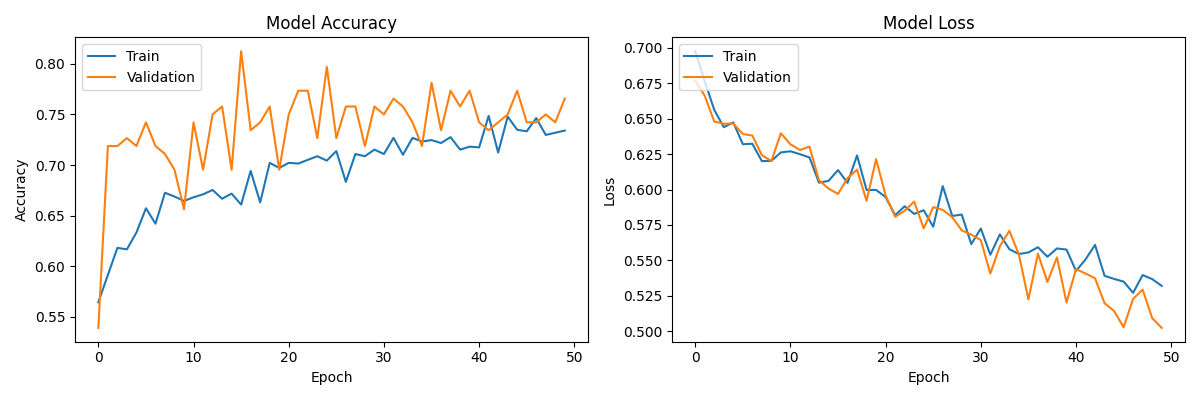 Model Accuracy
Train
Validation
0.80
0.75
0.70
0.65
0.60
0.55
Accuracy
0 10 20 30 40 50
Epoch
Model Loss
Train
Validation
0.700
0.675
0.650
0.625
0.600
0.575
0.550
0.525
0.500
Loss
0 10 20 30 40 50
Epoch